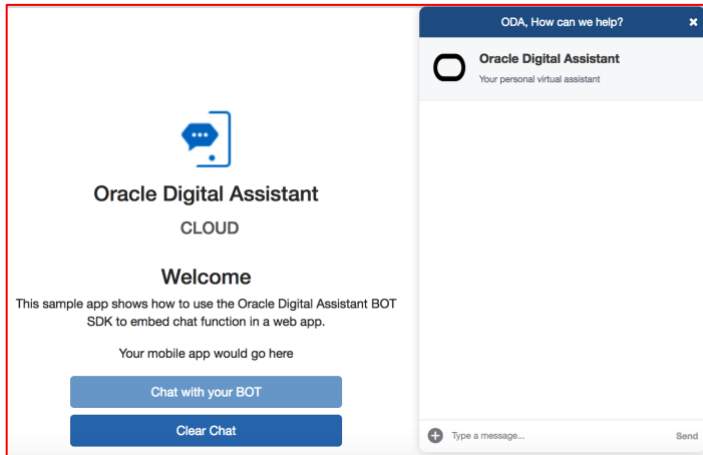 Oracle Digital Assistant
CLOUD
Welcome
This sample app shows how to use the Oracle Digital Assistant BOT
SDK to embed chat function in a web app.
Your mobile app would go here
Chat with your BOT
Clear Chat
ODA, How can we help?
Oracle Digital Assistant
Your personal virtual assistant
Type a message...
Send